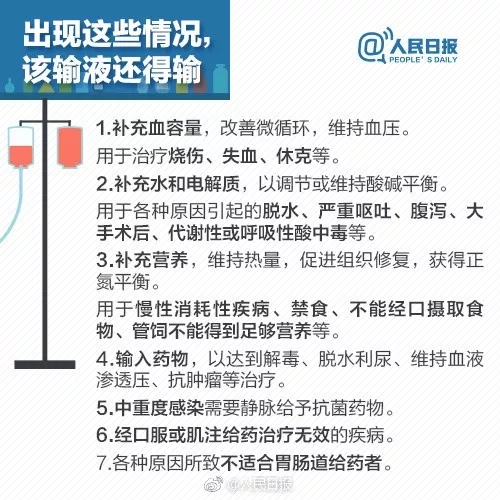 出现这些情况，
该输液还得输
@人民日报
PEOPLE'S DAILY
1.补充血容量，改善微循环，维持血压。
用于治疗烧伤、失血、休克等。
2.补充水和电解质，以调节或维持酸碱平衡。
用于各种原因引起的脱水、严重呕吐、腹泻、大
手术后、代谢性或呼吸性酸中毒等。
3.补充营养，维持热量，促进组织修复，获得正
氮平衡。
用于慢性消耗性疾病、禁食、不能经口摄取食
物、管饲不能得到足够营养等。
4.输入药物，以达到解毒、脱水利尿、维持血液
渗透压、抗肿瘤等治疗。
5.中重度感染需要静脉给予抗菌药物。
6.经口服或肌注给药治疗无效的疾病。
7.各种原因所致不适合胃肠道给药者。
@人民日报